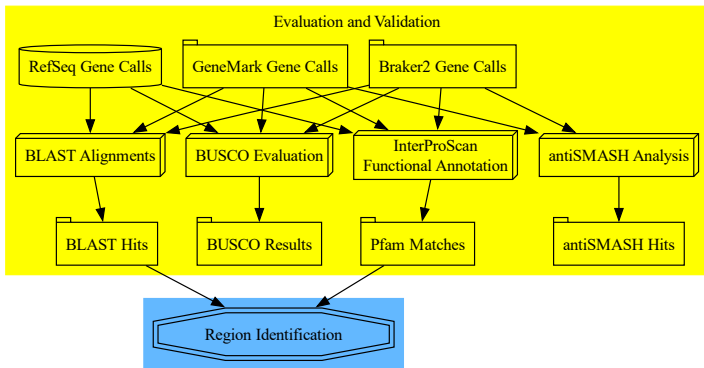 Evaluation and Validation
RefSeq Gene Calls
GeneMark Gene Calls
Braker2 Gene Calls
BLAST Alignments
BUSCO Evaluation
InterProScan
Functional Annotation
antiSMASH Analysis
BLAST Hits
BUSCO Results
Pfam Matches
antiSMASH Hits
Region Identification